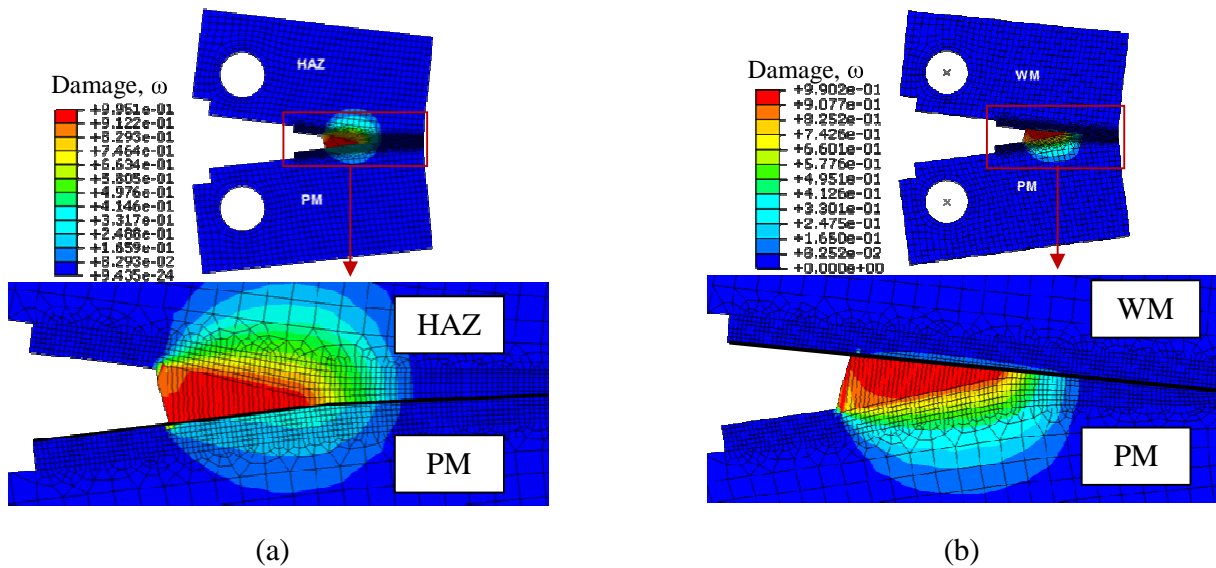 HAZ
Damage, ω
+9.951e-01
+9.122e-01
+8.293e-01
+7.464e-01
+6.634e-01
+5.805e-01
+4.976e-01
+4.146e-01
+3.317e-01
+2.488e-01
+1.659e-01
+8.293e-02
+9.435e-24
PM
HAZ
PM
(a)
WM
Damage, ω
+9.902e-01
+9.077e-01
+8.252e-01
+7.426e-01
+6.601e-01
+5.776e-01
+4.951e-01
+4.126e-01
+3.301e-01
+2.475e-01
+1.650e-01
+8.252e-02
+0.000e+00
PM
WM
PM
(b)